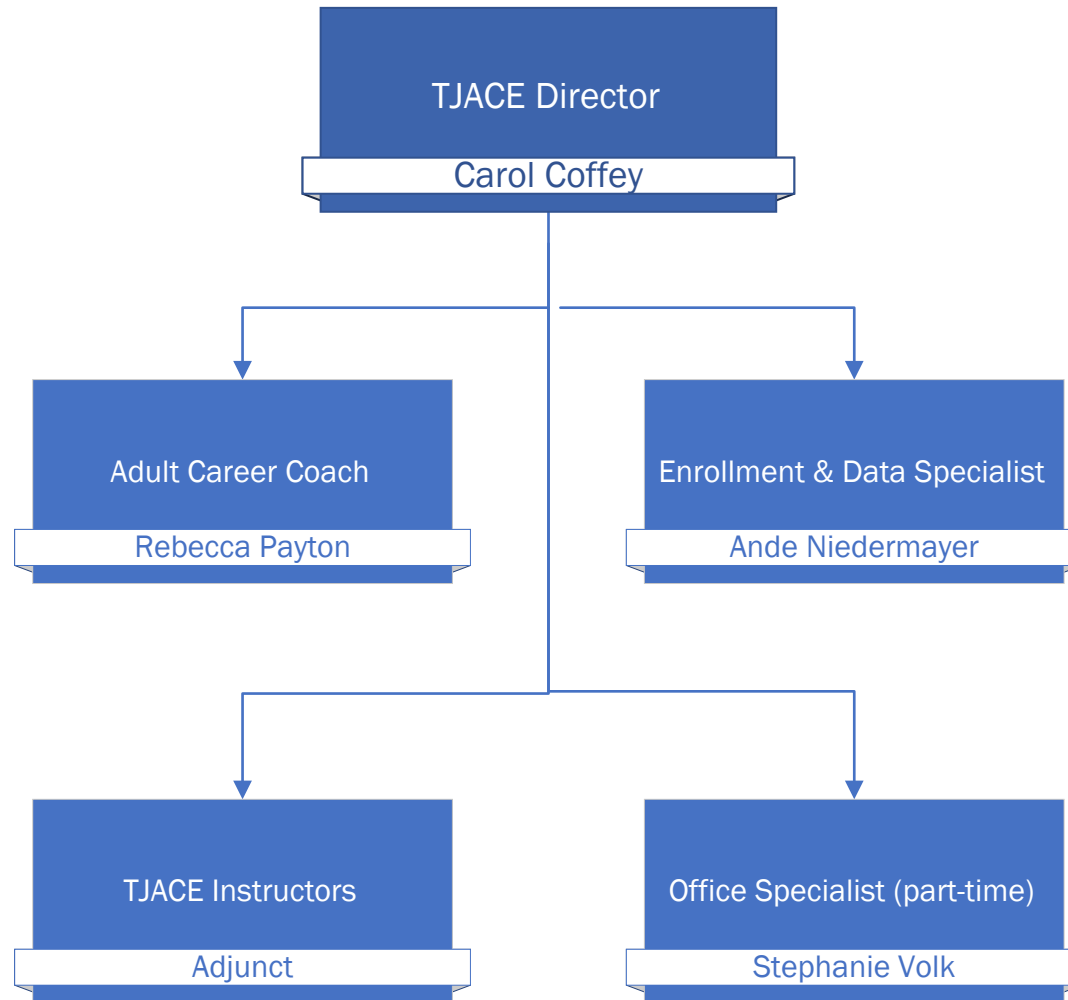 TJACE Director
Carol Coffey
Adult Career Coach
Rebecca Payton
Enrollment & Data Specialist
Ande Niedermayer
TJACE Instructors
Adjunct
Office Specialist (part-time)
Stephanie Volk